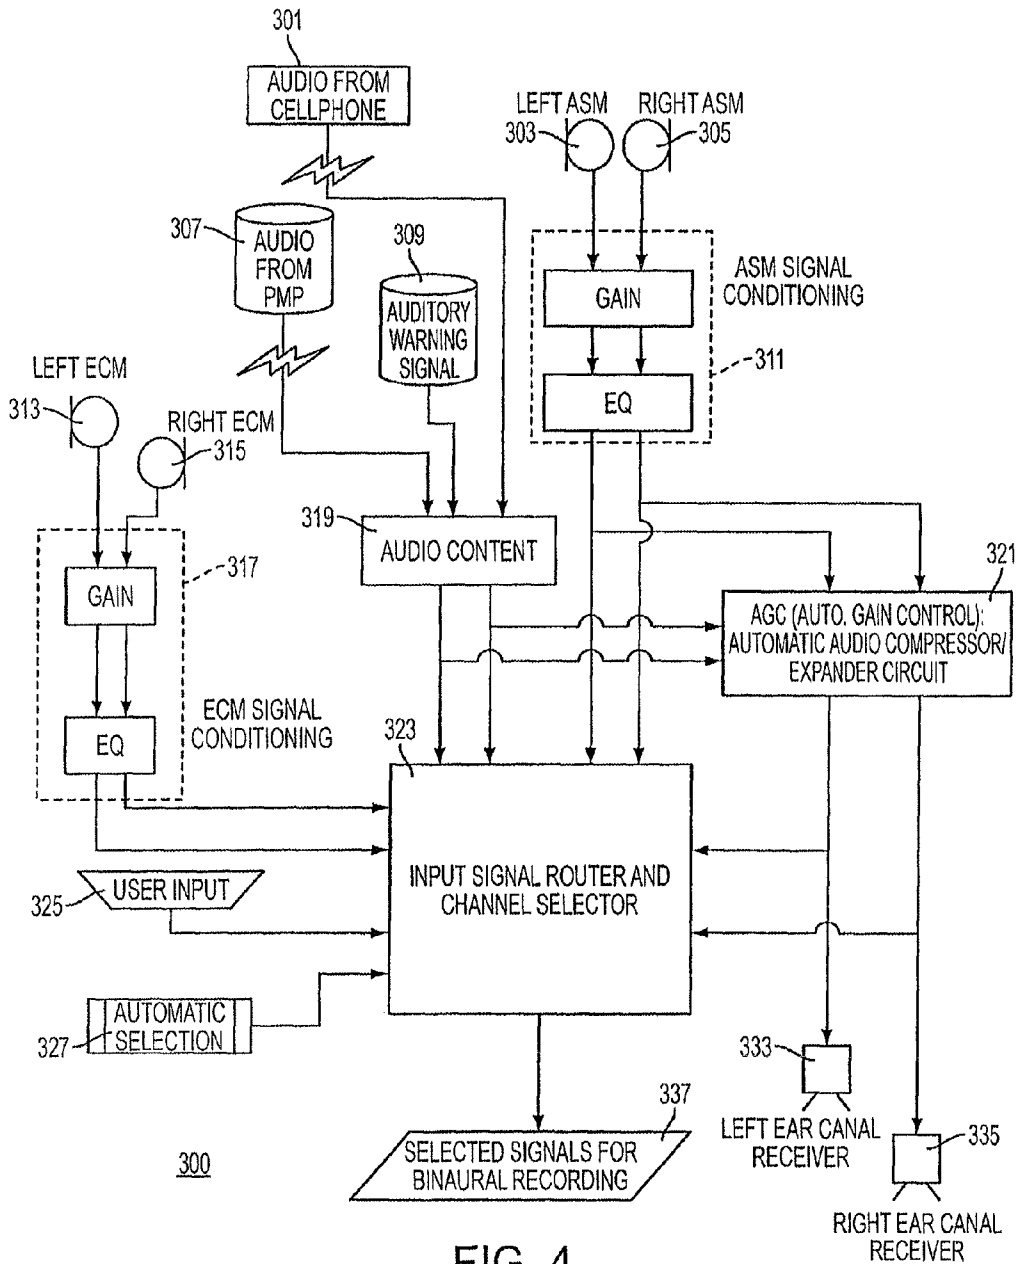 301
AUDIO FROM
CELLPHONE
LEFT ASM
303
RIGHT ASM
305
307
AUDIO
FROM
PMP
309
AUDITORY
WARNING
SIGNAL
GAIN
EQ
ASM SIGNAL
CONDITIONING
311
LEFT ECM
313
RIGHT ECM
315
319
AUDIO CONTENT
317
GAIN
EQ
ECM SIGNAL
CONDITIONING
321
AGC (AUTO. GAIN CONTROL):
AUTOMATIC AUDIO COMPRESSOR/
EXPANDER CIRCUIT
323
INPUT SIGNAL ROUTER AND
CHANNEL SELECTOR
USER INPUT
325
AUTOMATIC
SELECTION
327
333
LEFT EAR CANAL
RECEIVER
335
RIGHT EAR CANAL
RECEIVER
337
SELECTED SIGNALS FOR
BINAURAL RECORDING
300
FIG. 4